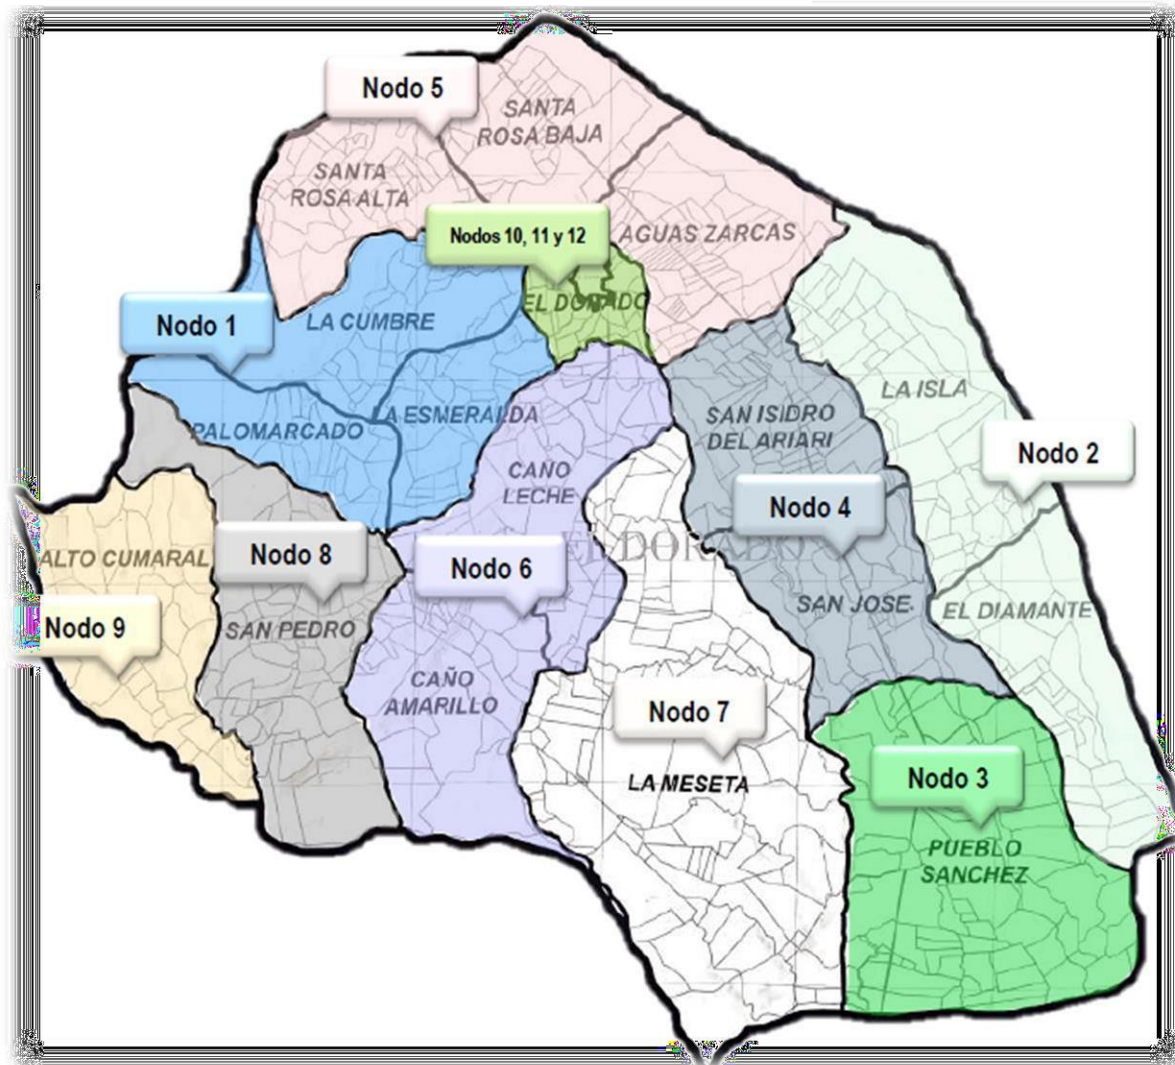 Nodo 5
SANTA
ROSA BAJA
SANTA
ROSA ALTA
Nodos 10, 11 y 12
AGUAS ZARCAS
EL DORADO
Nodo 1
LA CUMBRE
LA ISLA
PALOMARCADO
LA ESMERALDA
SAN ISIDRO
DEL ARIARI
Nodo 2
CAÑO
LECHE
Nodo 4
EL DORADO
ALTO CUMARAL
Nodo 8
Nodo 6
SAN JOSE
EL DIAMANTE
Nodo 9
SAN PEDRO
CAÑO
AMARILLO
Nodo 7
LA MESETA
Nodo 3
PUEBLO
SANCHEZ